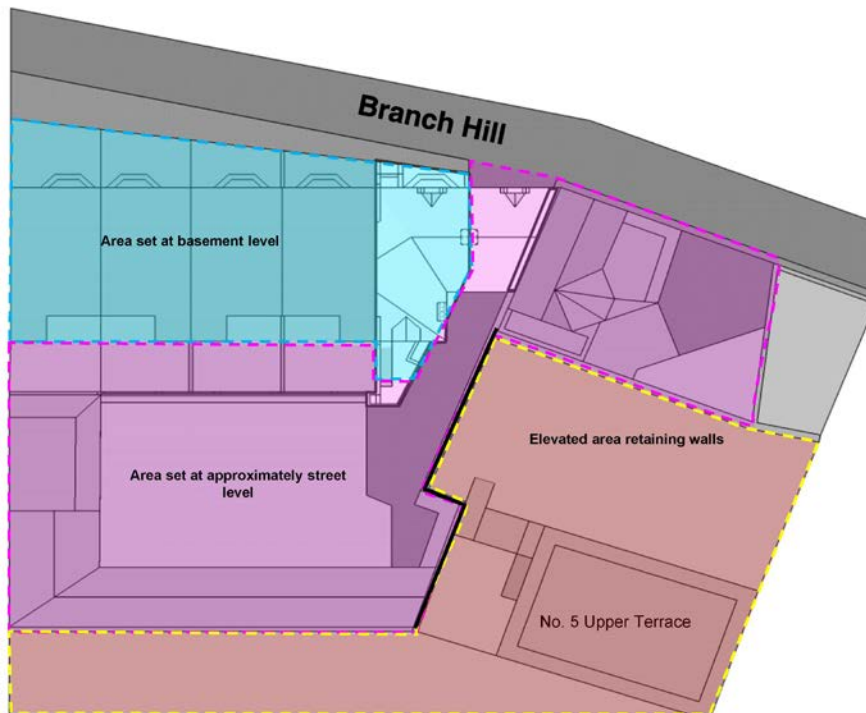 Branch Hill
Area set at basement level
Elevated area retaining walls
Area set at approximately street
level
No. 5 Upper Terrace